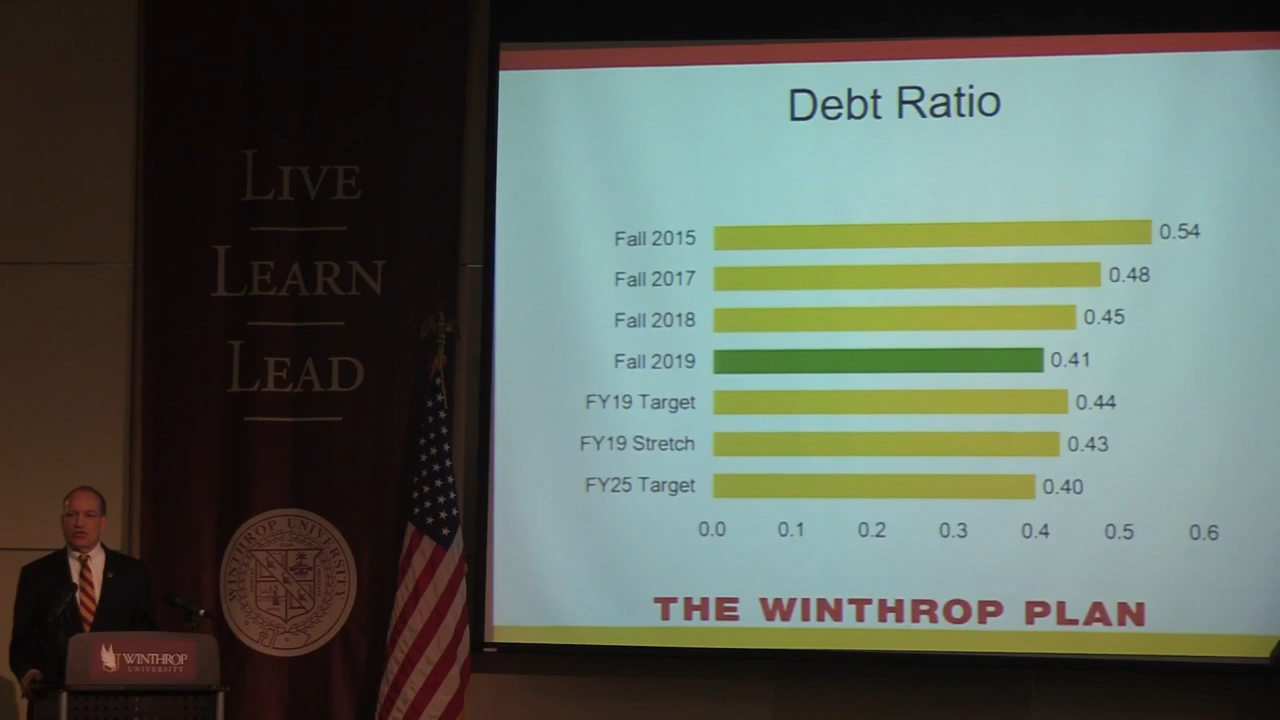 LIVE
LEARN
LEAD
WINTHROP UNIVERSITY
WINTHROP
UNIVERSITY
Debt Ratio
Fall 2015 0.54
Fall 2017 0.48
Fall 2018 0.45
Fall 2019 0.41
FY19 Target 0.44
FY19 Stretch 0.43
FY25 Target 0.40
0.0 0.1 0.2 0.3 0.4 0.5 0.6
THE WINTHROP PLAN